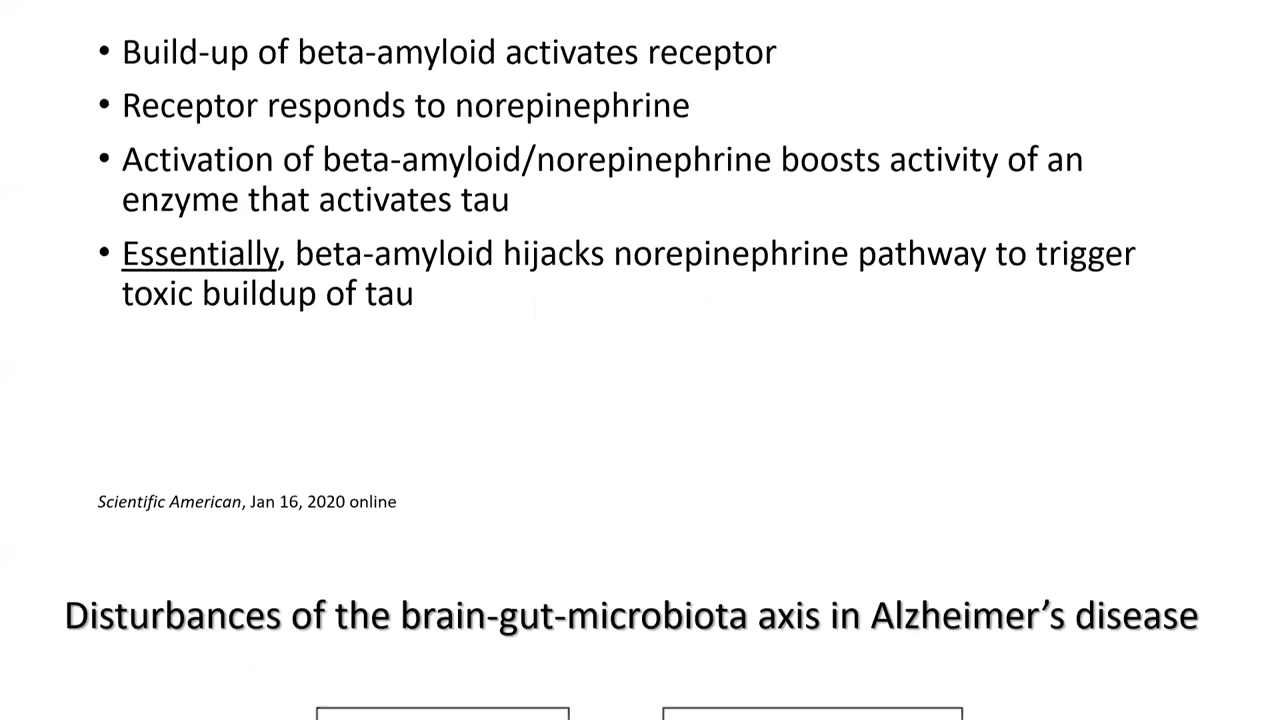 • Build-up of beta-amyloid activates receptor
• Receptor responds to norepinephrine
• Activation of beta-amyloid/norepinephrine boosts activity of an
enzyme that activates tau
• Essentially, beta-amyloid hijacks norepinephrine pathway to trigger
toxic buildup of tau
Scientific American, Jan 16, 2020 online
Disturbances of the brain-gut-microbiota axis in Alzheimer’s disease